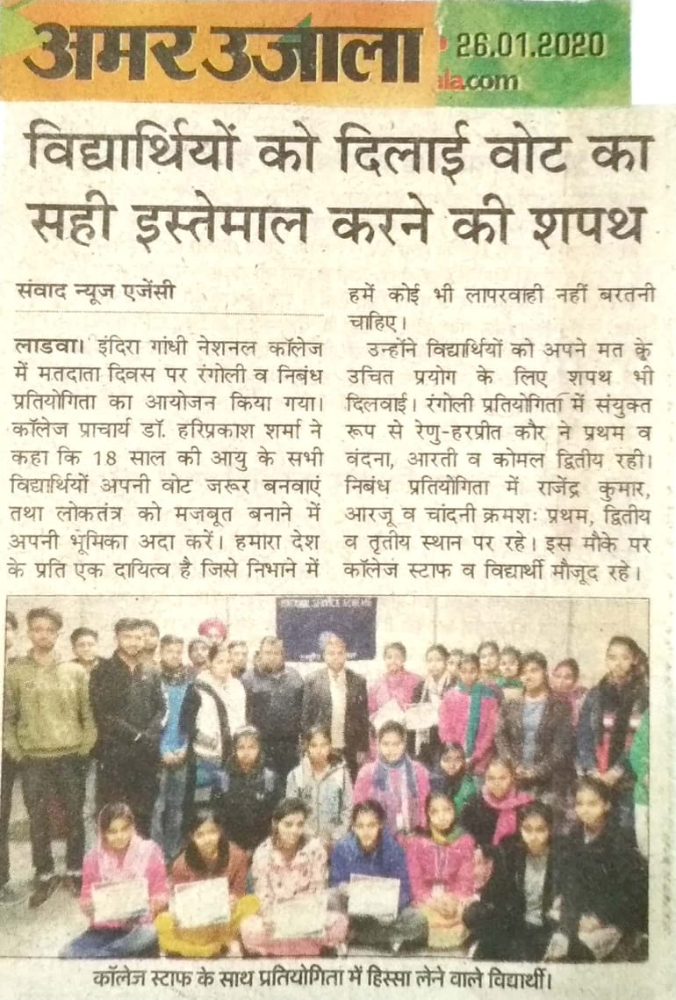 अमर उजाला
26.01.2020
ala.com
विद्यार्थियों को दिलाई वोट का
सही इस्तेमाल करने की शपथ
संवाद न्यूज एजेंसी
लाडवा। इंदिरा गांधी नेशनल कॉलेज
में मतदाता दिवस पर रंगोली व निबंध
प्रतियोगिता का आयोजन किया गया।
कॉलेज प्राचार्य डॉ. हरिप्रकाश शर्मा ने
कहा कि 18 साल की आयु के सभी
विद्यार्थियों अपनी वोट जरूर बनवाएं
तथा लोकतंत्र को मजबूत बनाने में
अपनी भूमिका अदा करें। हमारा देश
के प्रति एक दायित्व है जिसे निभाने में
हमें कोई भी लापरवाही नहीं बरतनी
चाहिए।
उन्होंने विद्यार्थियों को अपने मत के
उचित प्रयोग के लिए शपथ भी
दिलवाई। रंगोली प्रतियोगिता में संयुक्त
रूप से रेणु-हरप्रीत कौर ने प्रथम व
वंदना, आरती व कोमल द्वितीय रही।
निबंध प्रतियोगिता में राजेंद्र कुमार,
आरजू व चांदनी क्रमशः प्रथम, द्वितीय
व तृतीय स्थान पर रहे। इस मौके पर
कॉलेज स्टाफ व विद्यार्थी मौजूद रहे।
कॉलेज स्टाफ के साथ प्रतियोगिता में हिस्सा लेने वाले विद्यार्थी।